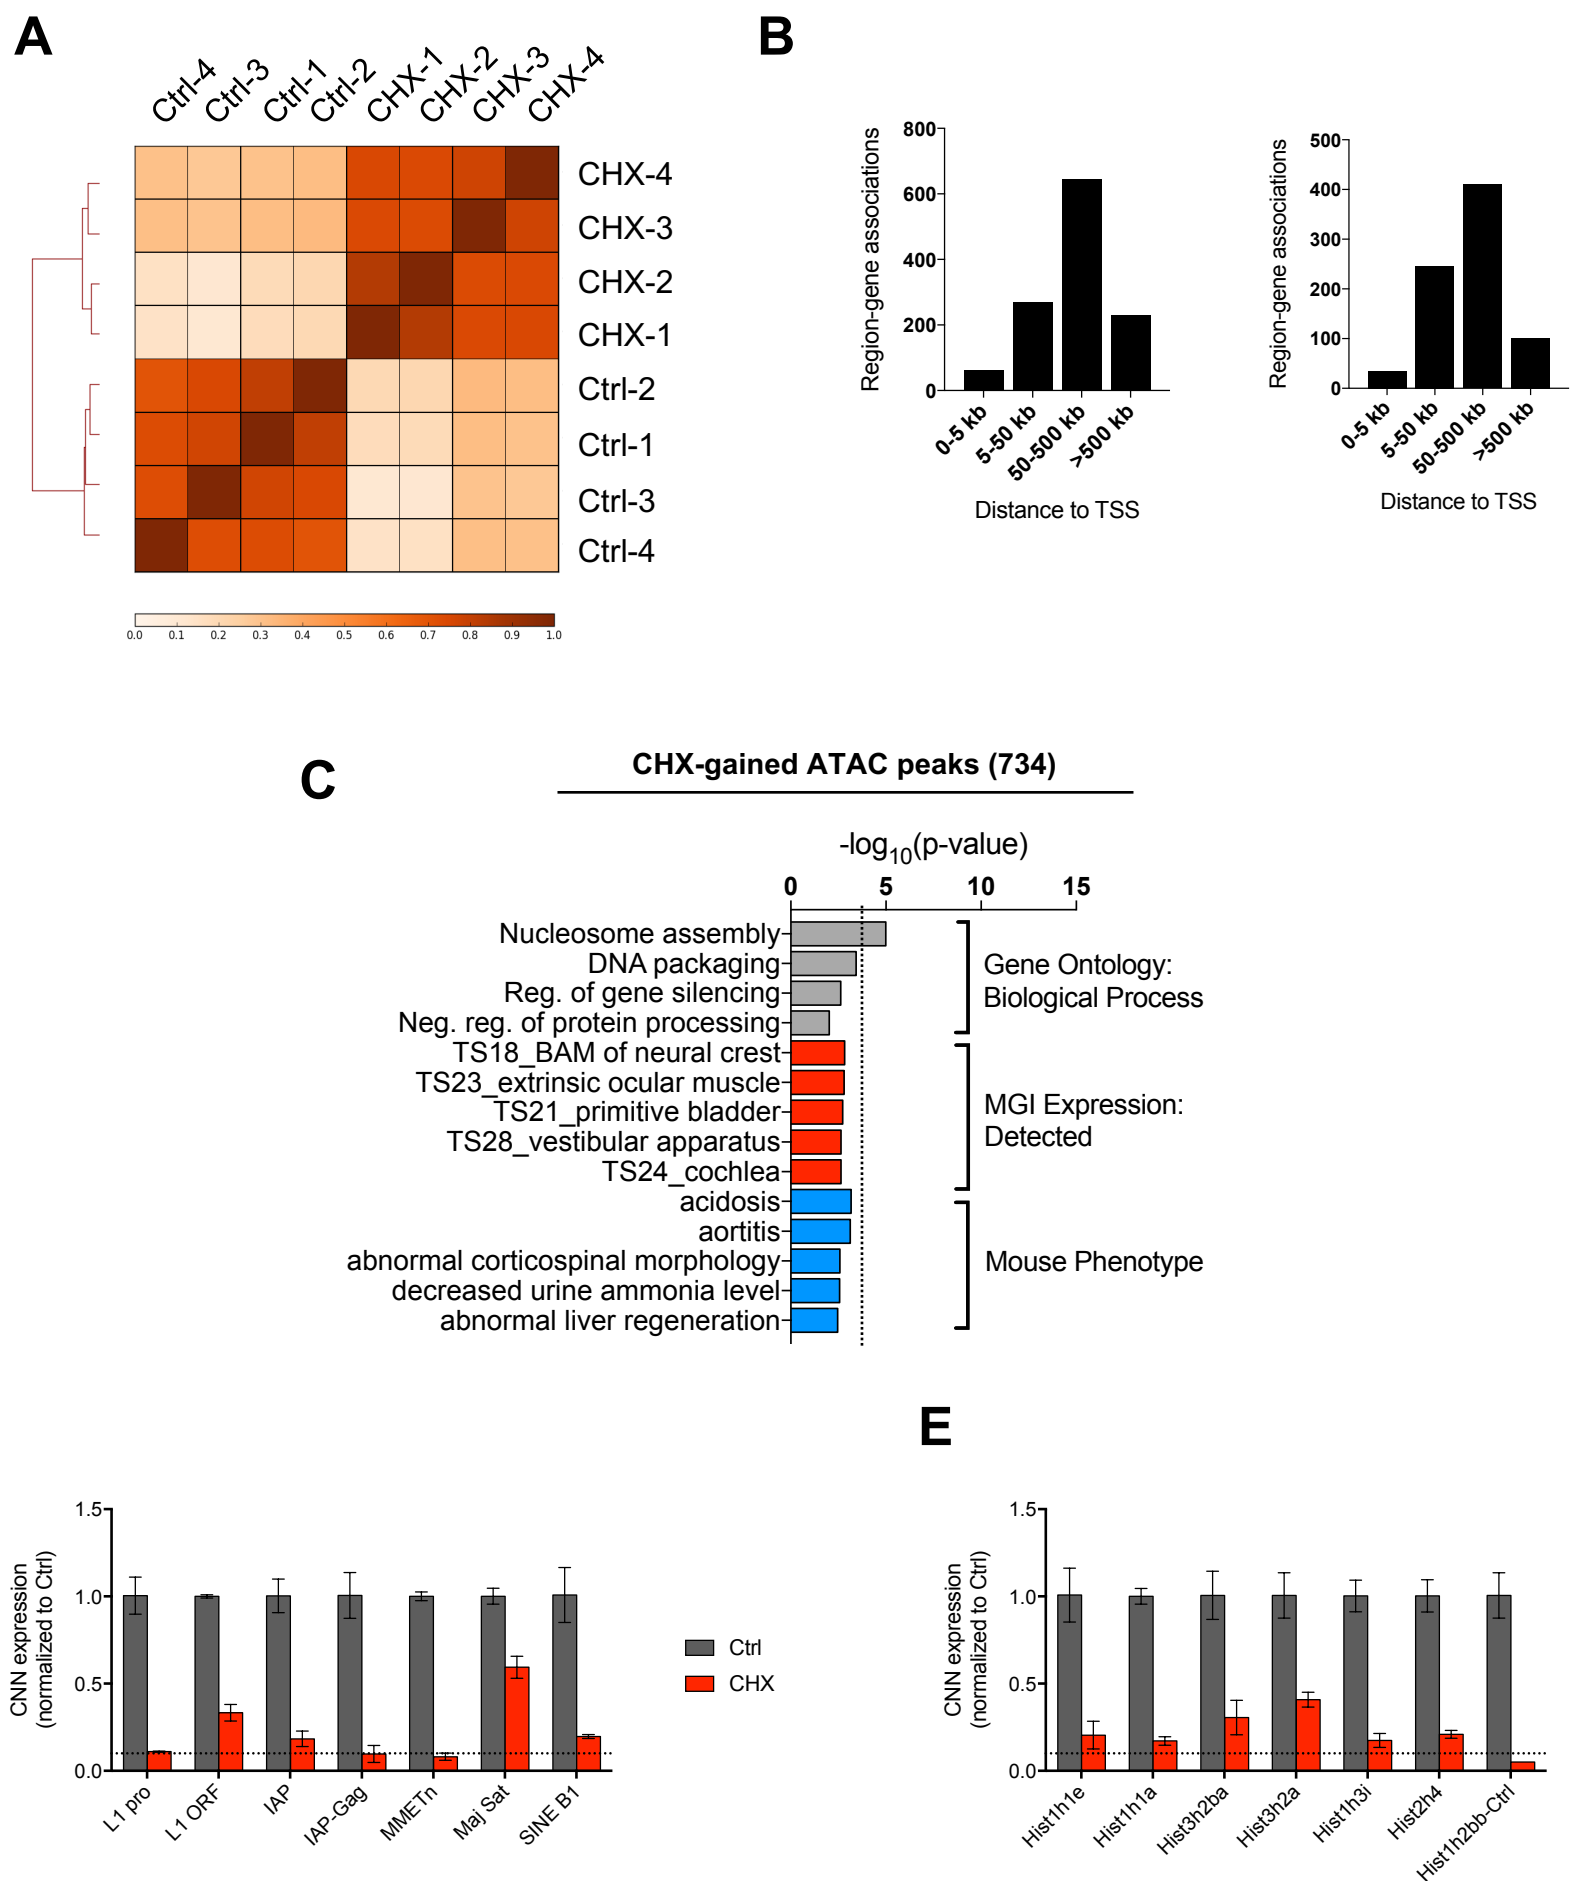 A
Ctrl-4
Ctrl-3
Ctrl-1
Ctrl-2
CHX-1
CHX-2
CHX-3
CHX-4
CHX-4
CHX-3
CHX-2
CHX-1
Ctrl-2
Ctrl-1
Ctrl-3
Ctrl-4
0.0 0.1 0.2 0.3 0.4 0.5 0.6 0.7 0.8 0.9 1.0
B
Region-gene associations
800
600
400
200
0
0-5 kb
5-50 kb
50-500 kb
>500 kb
Distance to TSS
Region-gene associations
500
400
300
200
100
0
0-5 kb
5-50 kb
50-500 kb
>500 kb
Distance to TSS
C
CHX-gained ATAC peaks (734)
-log10(p-value)
0 5 10 15
Nucleosome assembly
DNA packaging
Reg. of gene silencing
Neg. reg. of protein processing
TS18_BAM of neural crest
TS23_extrinsic ocular muscle
TS21_primitive bladder
TS28_vestibular apparatus
TS24_cochlea
acidosis
aortitis
abnormal corticospinal morphology
decreased urine ammonia level
abnormal liver regeneration
Gene Ontology:
Biological Process
MGI Expression:
Detected
Mouse Phenotype
CNN expression
(normalized to Ctrl)
1.5
1.0
0.5
0.0
L1 pro
L1 ORF
IAP
IAP-Gag
MMETn
Maj Sat
SINE B1
Ctrl
CHX
E
CNN expression
(normalized to Ctrl)
1.5
1.0
0.5
0.0
Hist1h1e
Hist1h1a
Hist3h2ba
Hist3h2a
Hist1h3i
Hist2h4
Hist1h2bb-Ctrl